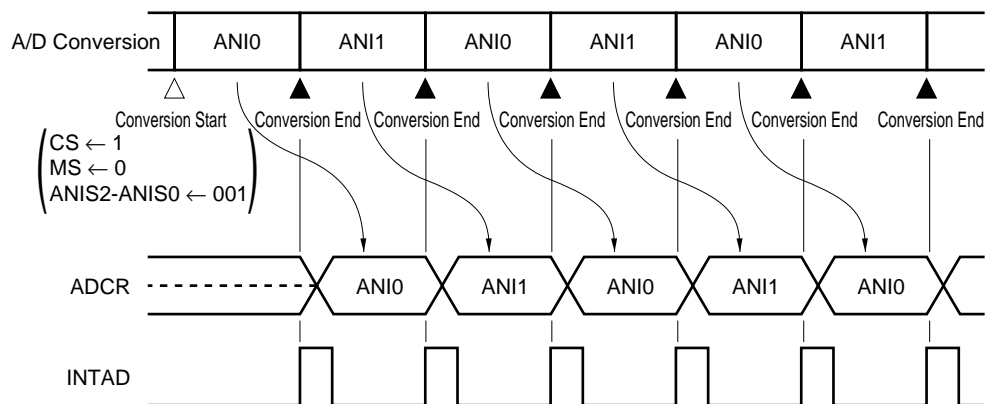 A/D Conversion ANI0 ANI1 ANI0 ANI1 ANI0 ANI1
Conversion Start Conversion End Conversion End Conversion End Conversion End Conversion End Conversion End
CS ← 1
MS ← 0
ANIS2-ANIS0 ← 001
ADCR ANI0 ANI1 ANI0 ANI1 ANI0
INTAD